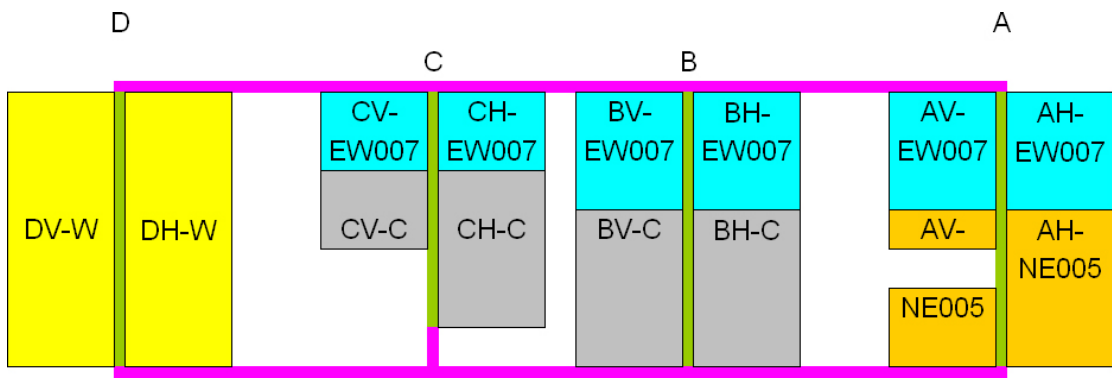 D
A
C
B
CV-
EW007
CH-
EW007
BV-
EW007
BH-
EW007
AV-
EW007
AH-
EW007
DV-W
DH-W
CV-C
CH-C
BV-C
BH-C
AV-
NE005
AH-
NE005